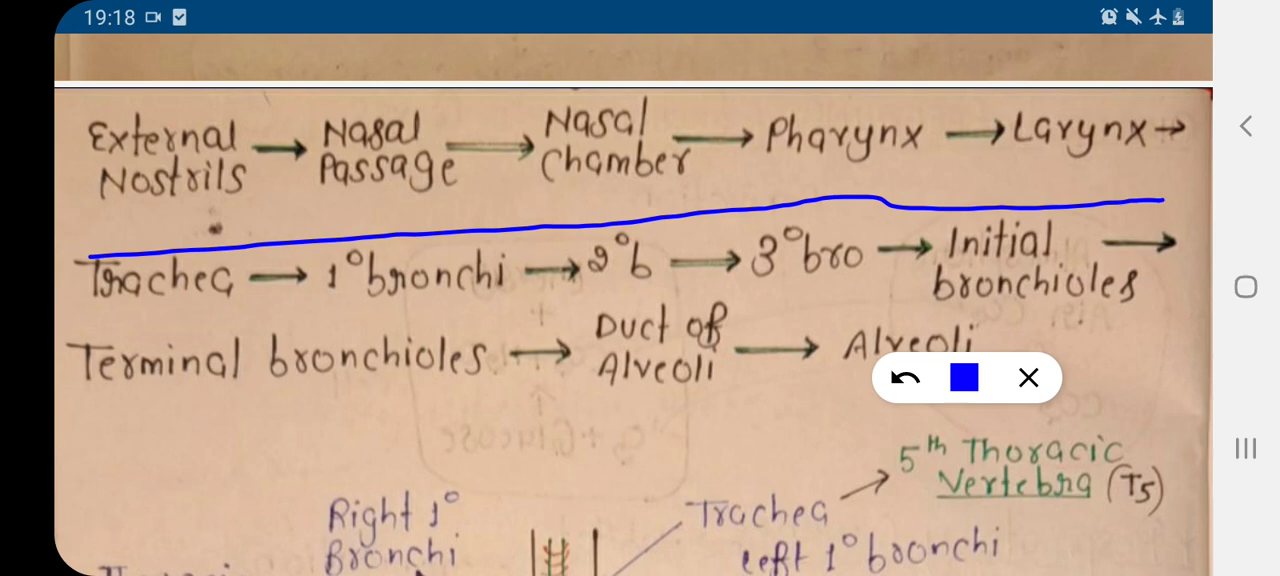 19:18
External Nostrils → Nasal Passage → Nasal Chamber → Pharynx → Larynx →
Trachea → 1° bronchi → 2° b → 3° bro → Initial bronchioles →
Terminal bronchioles → Duct of Alveoli → Alveoli
5th Thoracic Vertebra (T5)
Right 1° Bronchi
Trachea
left 1° bronchi